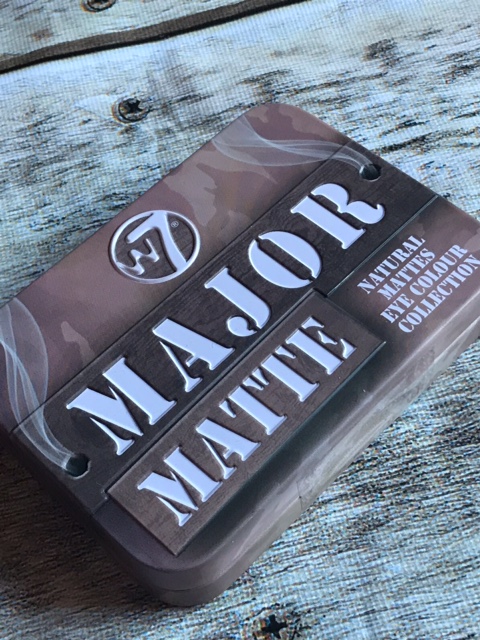 W7
MAJOR
MATTE
NATURAL
MATTES
EYE COLOUR
COLLECTION